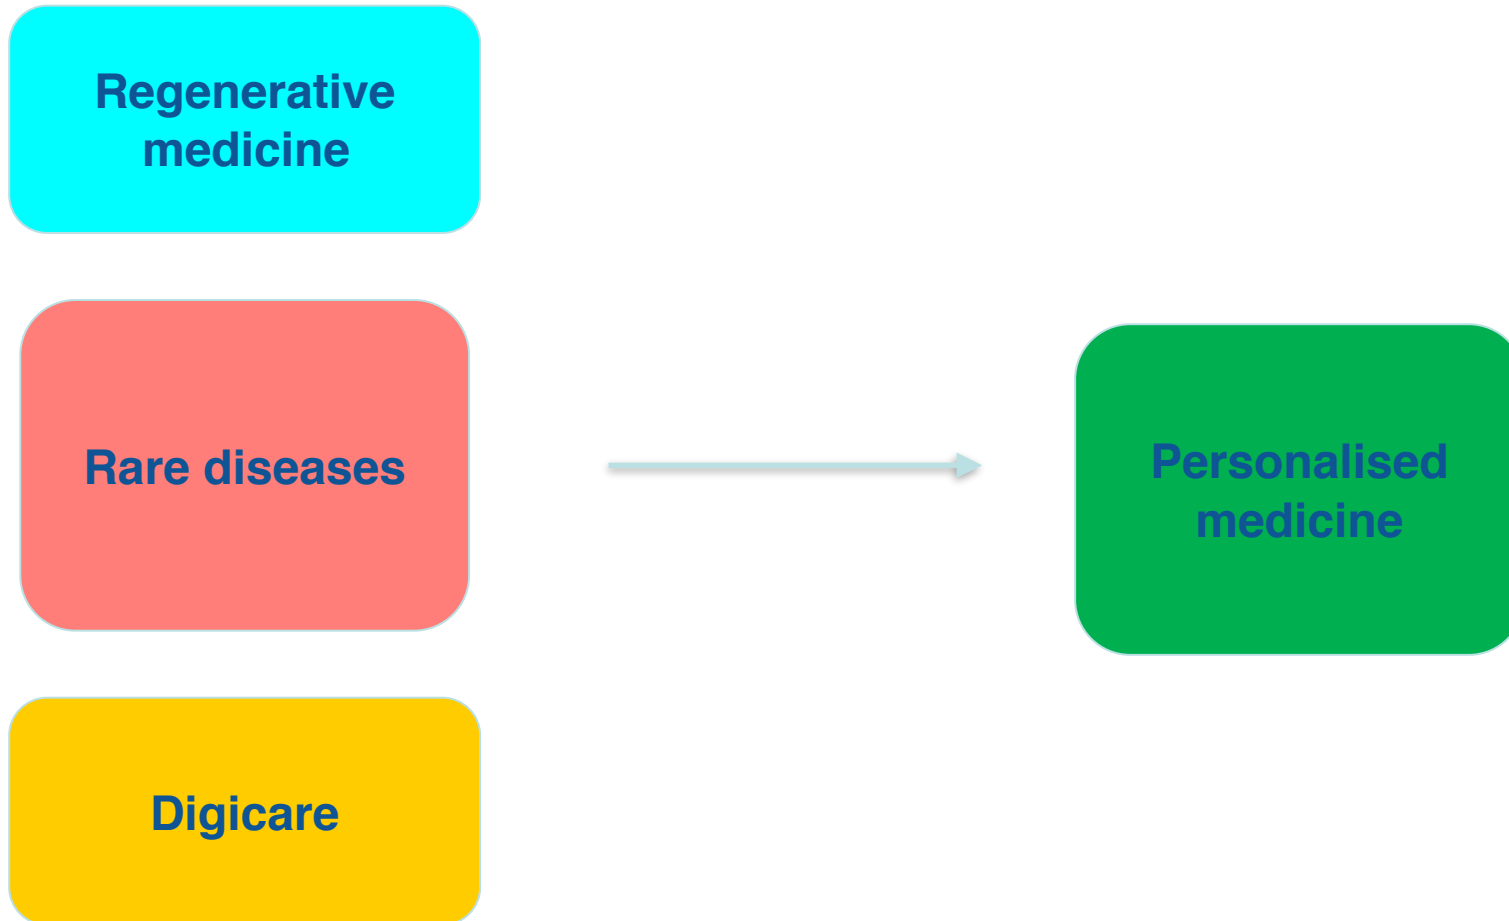 Regenerative
medicine
Rare diseases
Personalised
medicine
Digicare